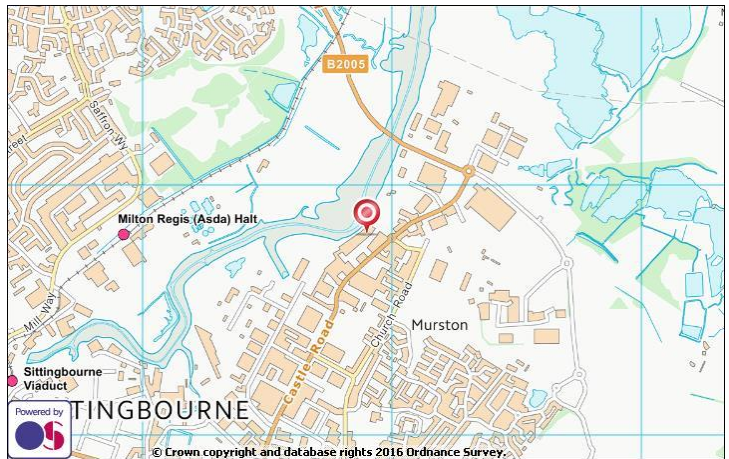 B2005
Saffron Wy
Milton Regis (Asda) Halt
Mill Way
Church Road
Murston
Castle Road
Sittingbourne
Viaduct
Powered by
OS
TTINGBOURNE
© Crown copyright and database rights 2016 Ordnance Survey.